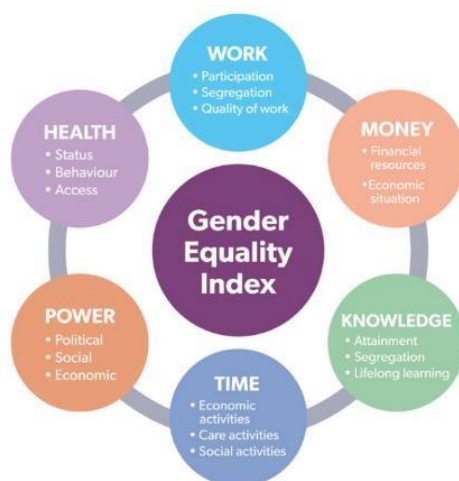 WORK
• Participation
• Segregation
• Quality of work
MONEY
• Financial
resources
•Economic
situation
KNOWLEDGE
• Attainment
• Segregation
• Lifelong learning
TIME
• Economic
activities
• Care activities
• Social activities
POWER
• Political
• Social
• Economic
HEALTH
• Status
• Behaviour
• Access
Gender
Equality
Index